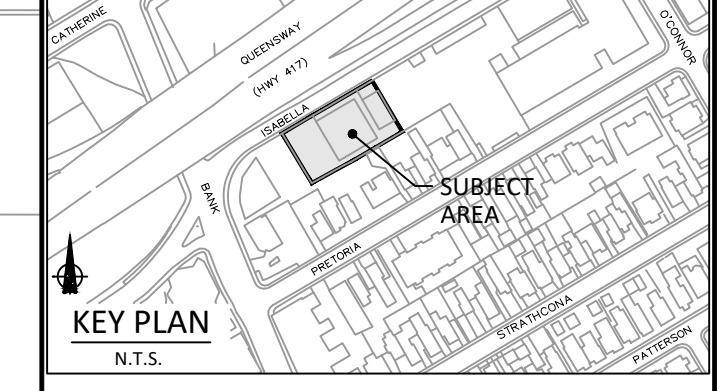 CATHERINE
QUEENSWAY
(HWY 417)
O'CONNOR
ISABELLA
BANK
SUBJECT
AREA
PRETORIA
STRATHCONA
PATTERSON
KEY PLAN
N.T.S.